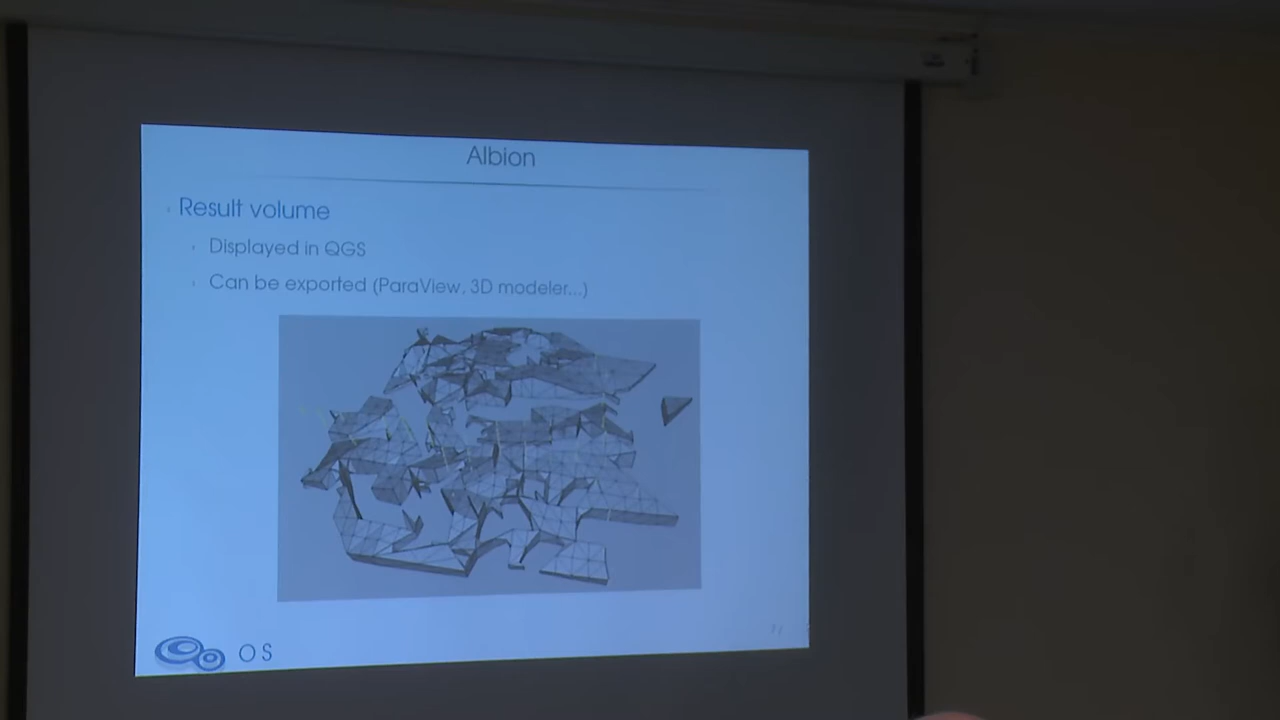 Albion
Result volume
Displayed in QGS
Can be exported (ParaView, 3D modeler...)
OS